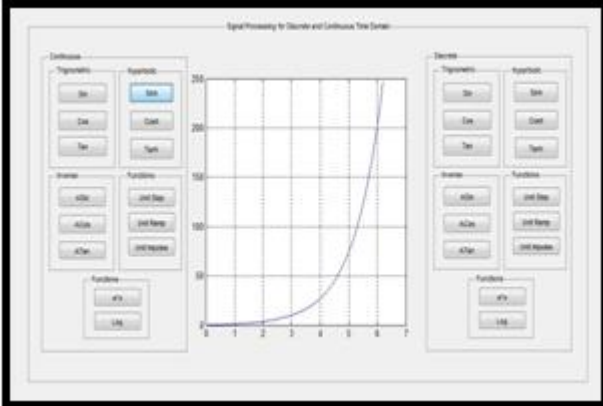 Signal Processing for Discrete and Continuous Time Domain
Continuous
Trignometric
Sin
Cos
Tan
Hyperbolic
Sinh
Cosh
Tanh
Inverse
ASin
ACos
ATan
Functions
Unit Step
Unit Ramp
Unit Impulse
Functions
e^x
Log
250
200
150
100
50
0
0 1 2 3 4 5 6 7
Discrete
Trignometric
Sin
Cos
Tan
Hyperbolic
Sinh
Cosh
Tanh
Inverse
ASin
ACos
ATan
Functions
Unit Step
Unit Ramp
Unit Impulse
Functions
e^x
Log